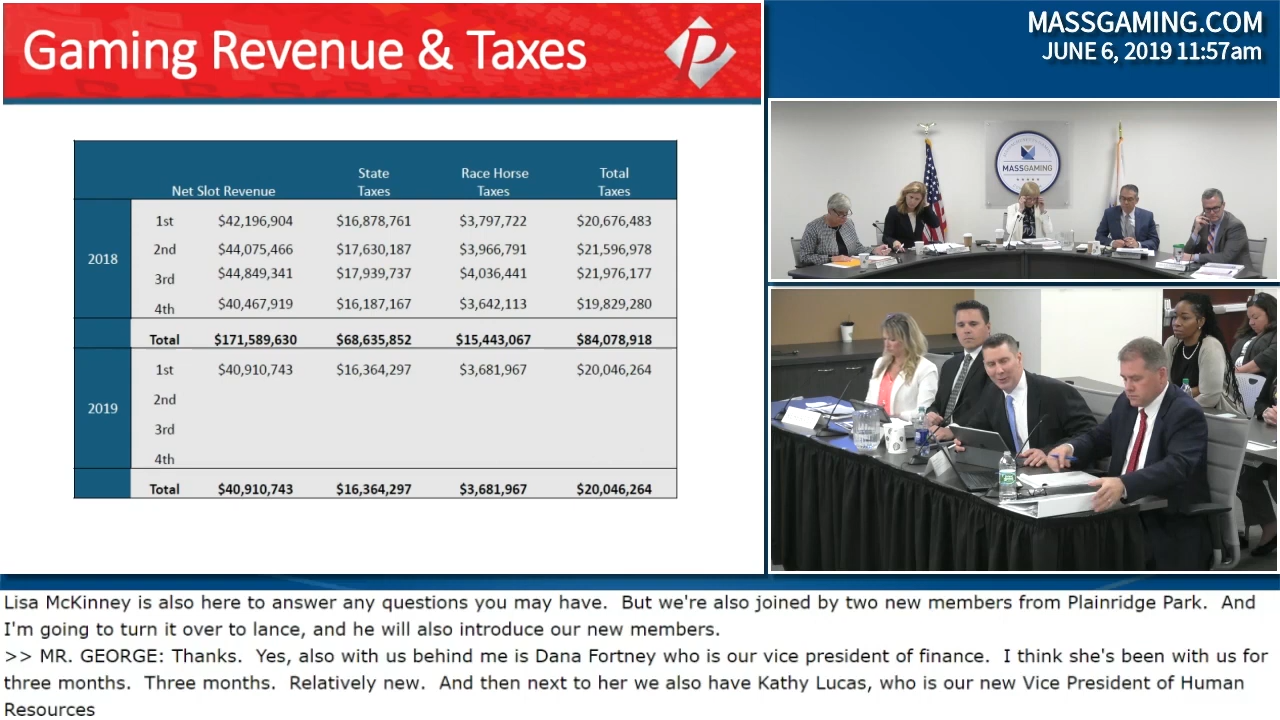 Gaming Revenue & Taxes
MASSGAMING.COM
JUNE 6, 2019 11:57am
Net Slot Revenue State Taxes Race Horse Taxes Total Taxes
2018
1st $42,196,904 $16,878,761 $3,797,722 $20,676,483
2nd $44,075,466 $17,630,187 $3,966,791 $21,596,978
3rd $44,849,341 $17,939,737 $4,036,441 $21,976,177
4th $40,467,919 $16,187,167 $3,642,113 $19,829,280
Total $171,589,630 $68,635,852 $15,443,067 $84,078,918
2019
1st $40,910,743 $16,364,297 $3,681,967 $20,046,264
2nd
3rd
4th
Total $40,910,743 $16,364,297 $3,681,967 $20,046,264
MASSGAMING
Lisa McKinney is also here to answer any questions you may have. But we're also joined by two new members from Plainridge Park. And
I'm going to turn it over to lance, and he will also introduce our new members.
>> MR. GEORGE: Thanks. Yes, also with us behind me is Dana Fortney who is our vice president of finance. I think she's been with us for
three months. Three months. Relatively new. And then next to her we also have Kathy Lucas, who is our new Vice President of Human
Resources